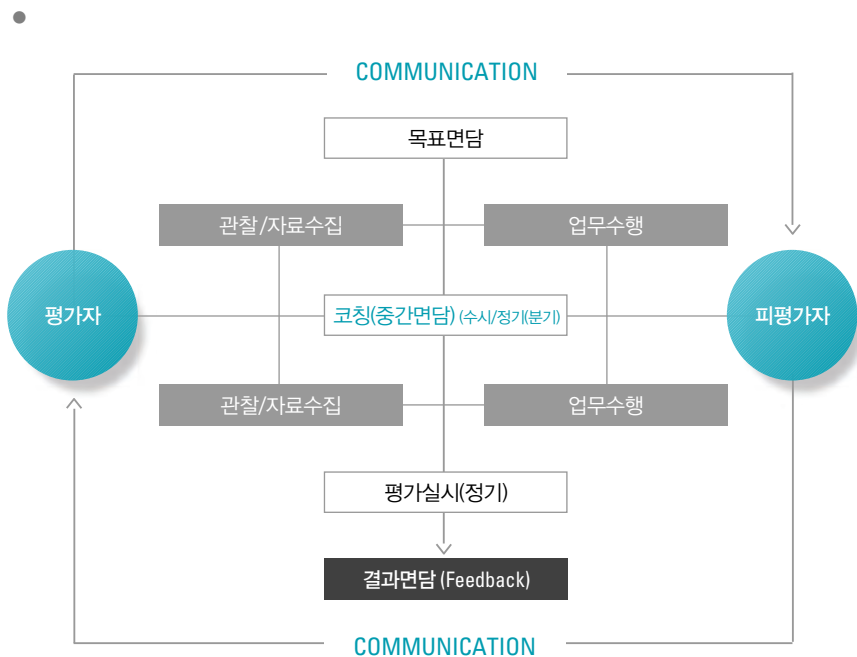 COMMUNICATION
목표면담
관찰/자료수집
업무수행
평가자
코칭(중간면담) (수시/정기(분기)
피평가자
관찰/자료수집
업무수행
평가실시(정기)
결과면담 (Feedback)
COMMUNICATION